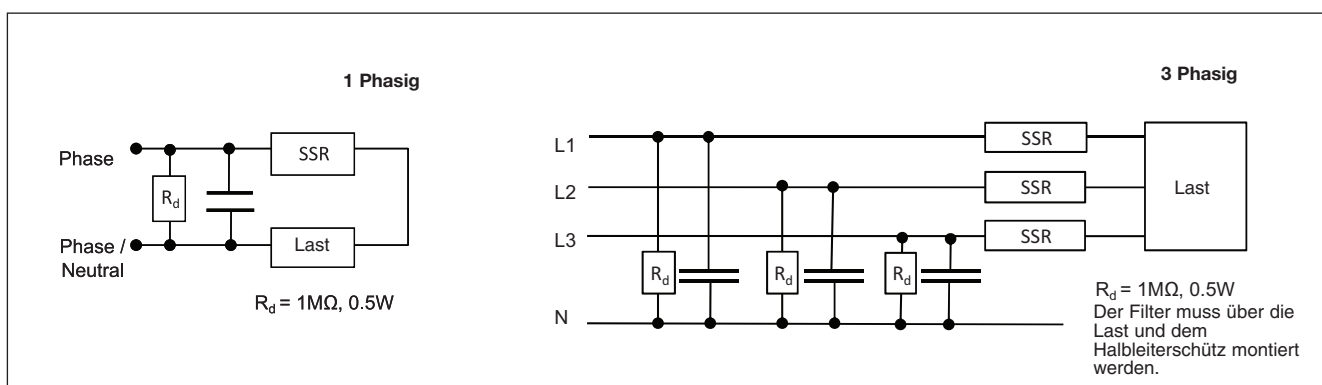 1 Phasig
Phase
SSR
R_d
Phase /
Neutral
Last
R_d = 1MΩ, 0.5W
3 Phasig
L1
SSR
L2
SSR
Last
L3
SSR
R_d
R_d
R_d
N
R_d = 1MΩ, 0.5W
Der Filter muss über die
Last und dem
Halbleiterschütz montiert
werden.